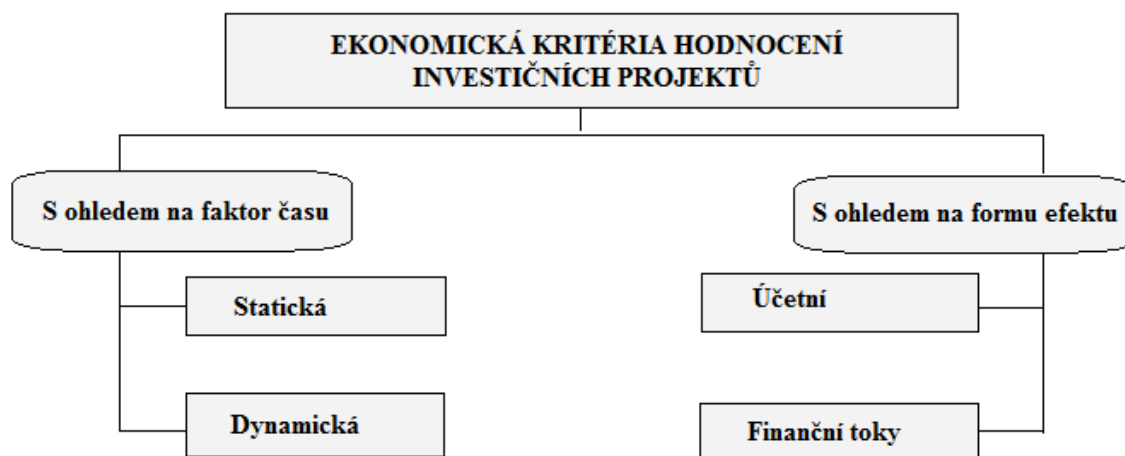 EKONOMICKÁ KRITÉRIA HODNOCENÍ
INVESTIČNÍCH PROJEKTŮ
S ohledem na faktor času
S ohledem na formu efektu
Statická
Účetní
Dynamická
Finanční toky